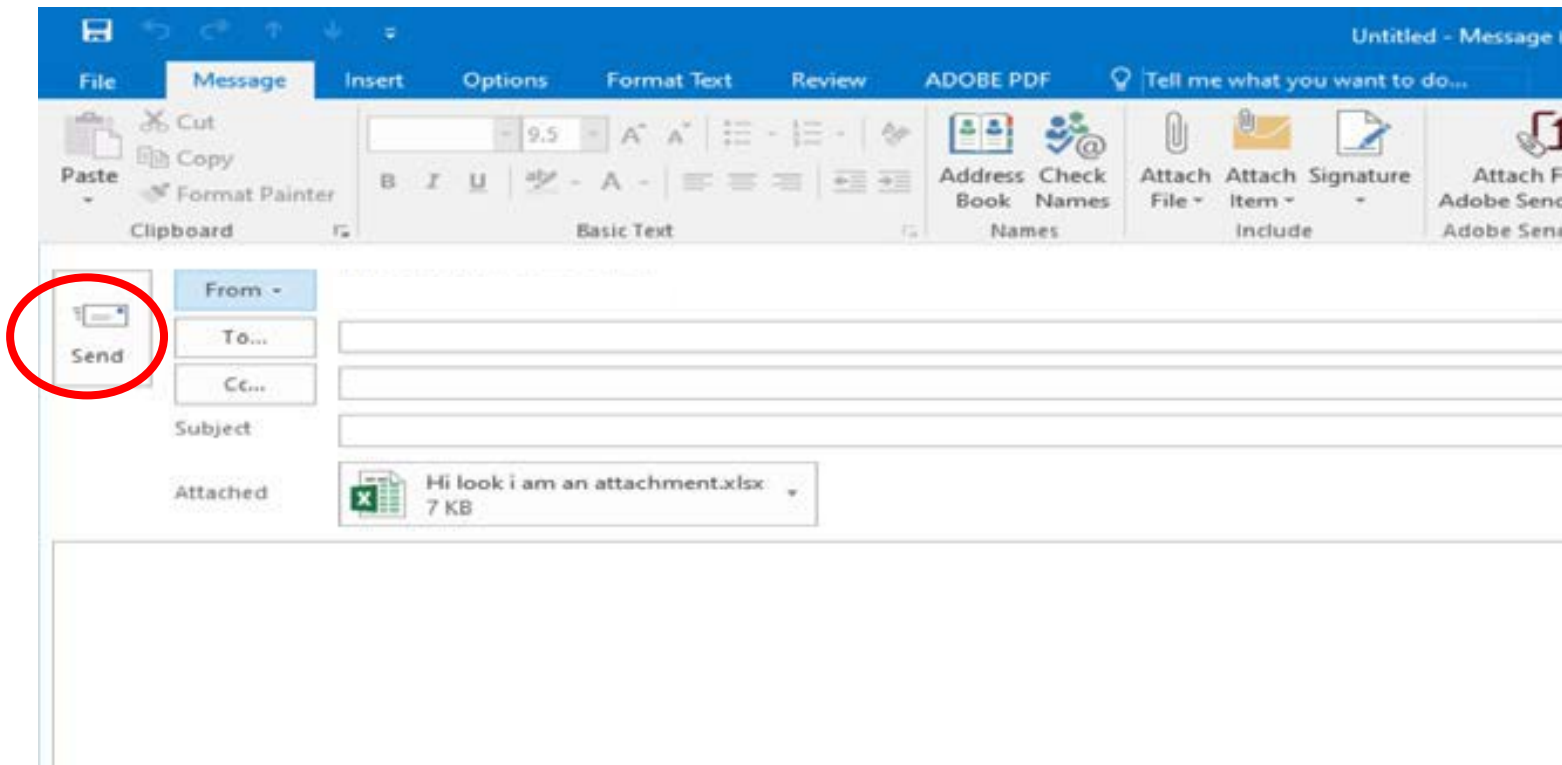 Untitled - Message
File Message Insert Options Format Text Review ADOBE PDF Tell me what you want to do...
Cut
Copy
Paste
Format Painter
Clipboard
9.5
B I U
Basic Text
Address Book
Check Names
Names
Attach File
Attach Item
Signature
Include
Attach F
Adobe Send
Adobe Send
From
To...
Send
Cc...
Subject
Attached
Hi look i am an attachment.xlsx
7 KB